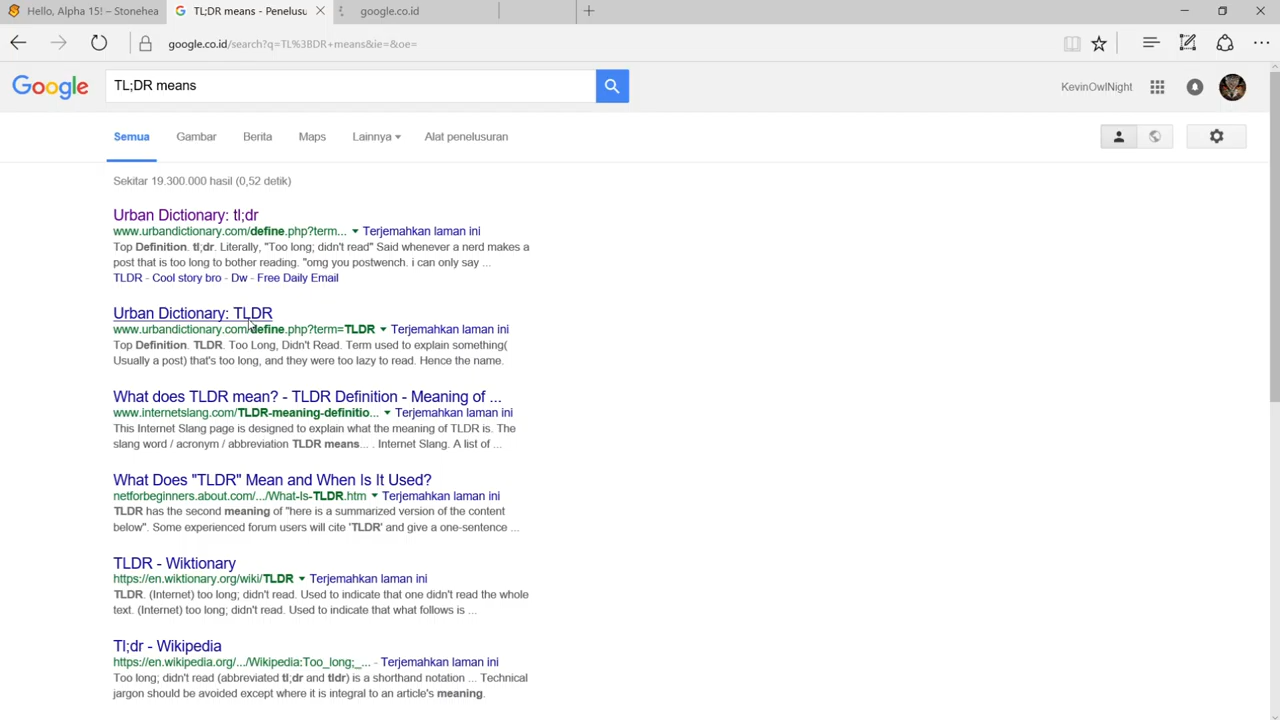 Hello, Alpha 15! - Stonehea
TL;DR means - Penelusu
google.co.id
google.co.id/search?q=TL%3BDR+means&ie=&oe=
Google
TL;DR means
KevinOwlNight
Semua
Gambar
Berita
Maps
Lainnya
Alat penelusuran
Sekitar 19.300.000 hasil (0,52 detik)
Urban Dictionary: tl;dr
www.urbandictionary.com/define.php?term... Terjemahkan laman ini
Top Definition. tl;dr. Literally, "Too long; didn't read" Said whenever a nerd makes a
post that is too long to bother reading. "omg you postwench. i can only say ...
TLDR - Cool story bro - Dw - Free Daily Email
Urban Dictionary: TLDR
www.urbandictionary.com/define.php?term=TLDR Terjemahkan laman ini
Top Definition. TLDR. Too Long, Didn't Read. Term used to explain something(
Usually a post) that's too long, and they were too lazy to read. Hence the name.
What does TLDR mean? - TLDR Definition - Meaning of ...
www.internetslang.com/TLDR-meaning-definitio... Terjemahkan laman ini
This Internet Slang page is designed to explain what the meaning of TLDR is. The
slang word / acronym / abbreviation TLDR means... . Internet Slang. A list of ...
What Does "TLDR" Mean and When Is It Used?
netforbeginners.about.com/.../What-Is-TLDR.htm Terjemahkan laman ini
TLDR has the second meaning of "here is a summarized version of the content
below". Some experienced forum users will cite 'TLDR' and give a one-sentence ...
TLDR - Wiktionary
https://en.wiktionary.org/wiki/TLDR Terjemahkan laman ini
TLDR. (Internet) too long; didn't read. Used to indicate that one didn't read the whole
text. (Internet) too long; didn't read. Used to indicate that what follows is ...
Tl;dr - Wikipedia
https://en.wikipedia.org/.../Wikipedia:Too_long;_... - Terjemahkan laman ini
Too long; didn't read (abbreviated tl;dr and tldr) is a shorthand notation ... Technical
jargon should be avoided except where it is integral to an article's meaning.